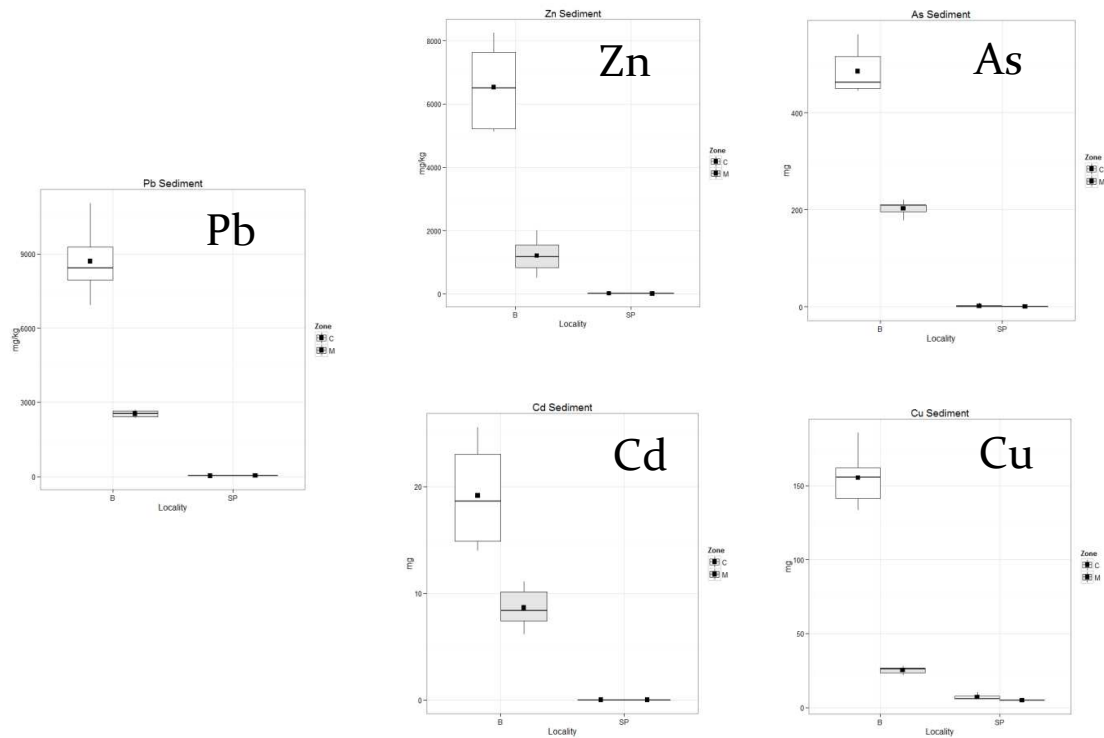 Zn Sediment
Zn
8000
6000
4000
2000
0
mg/kg
B
SP
Locality
Zone
C
M
As Sediment
As
400
200
0
mg
B
SP
Locality
Zone
C
M
Pb Sediment
Pb
9000
6000
3000
0
mg/kg
B
SP
Locality
Zone
C
M
Cd Sediment
Cd
20
10
0
mg
B
SP
Locality
Zone
C
M
Cu Sediment
Cu
150
100
50
0
mg
B
SP
Locality
Zone
C
M